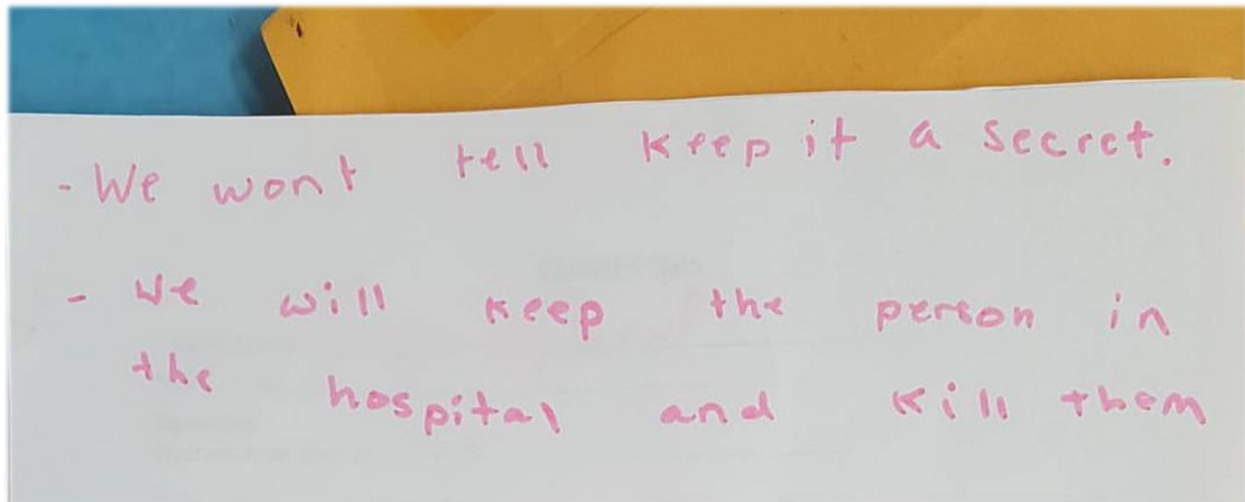 - We wont tell keep it a secret.
- We will keep the person in
the hospital and kill them